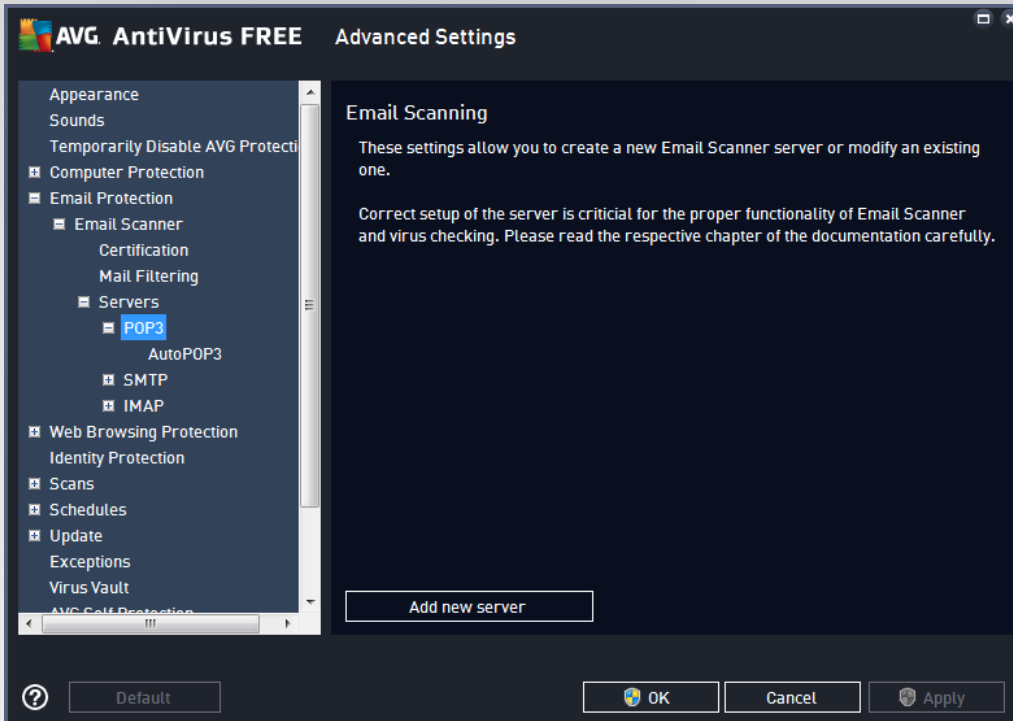 AVG AntiVirus FREE Advanced Settings
Appearance
Sounds
Temporarily Disable AVG Protecti
Computer Protection
Email Protection
Email Scanner
Certification
Mail Filtering
Servers
POP3
AutoPOP3
SMTP
IMAP
Web Browsing Protection
Identity Protection
Scans
Schedules
Update
Exceptions
Virus Vault
AVG Self Protection
Email Scanning
These settings allow you to create a new Email Scanner server or modify an existing
one.
Correct setup of the server is criticial for the proper functionality of Email Scanner
and virus checking. Please read the respective chapter of the documentation carefully.
Add new server
? Default OK Cancel Apply